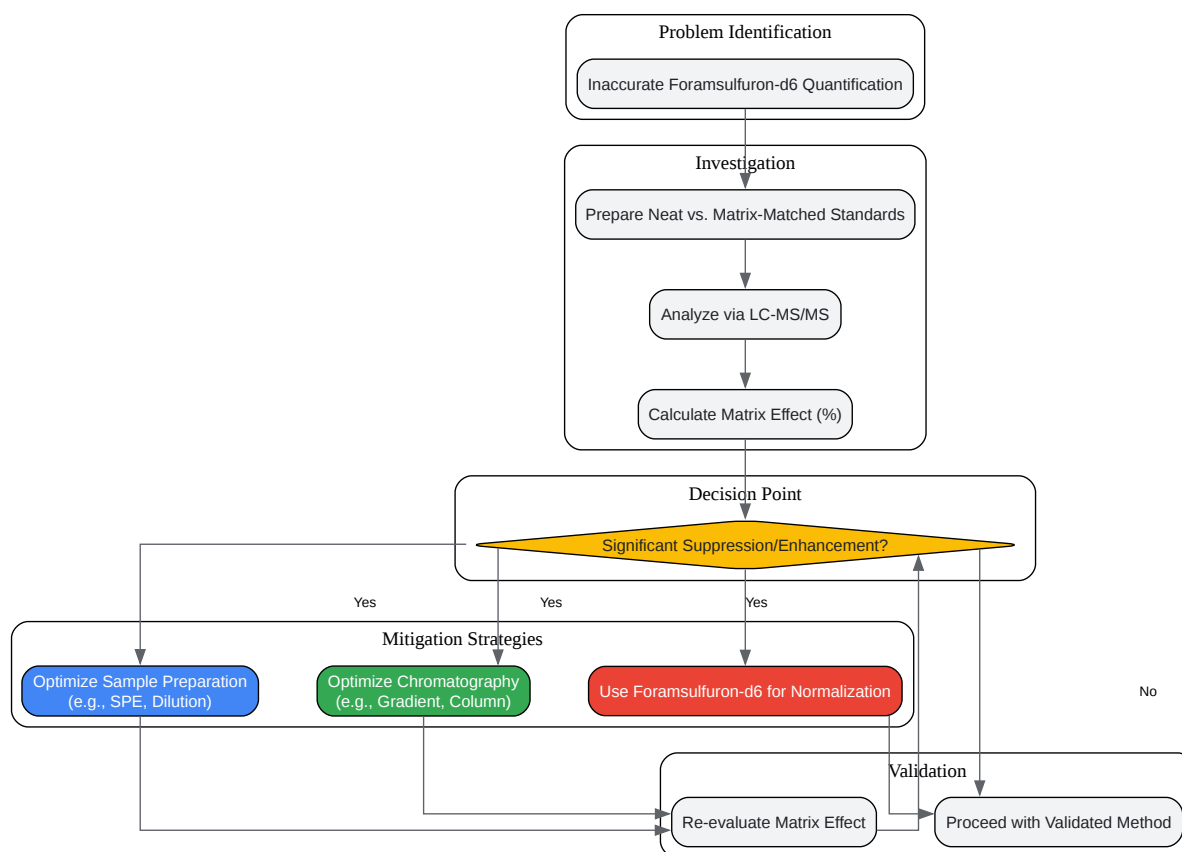 Problem Identification
Inaccurate Foramsulfuron-d6 Quantification
Investigation
Prepare Neat vs. Matrix-Matched Standards
Analyze via LC-MS/MS
Calculate Matrix Effect (%)
Decision Point
Significant Suppression/Enhancement?
Yes
Yes
Yes
Mitigation Strategies
Optimize Sample Preparation
(e.g., SPE, Dilution)
Optimize Chromatography
(e.g., Gradient, Column)
Use Foramsulfuron-d6 for Normalization
No
Validation
Re-evaluate Matrix Effect
Proceed with Validated Method